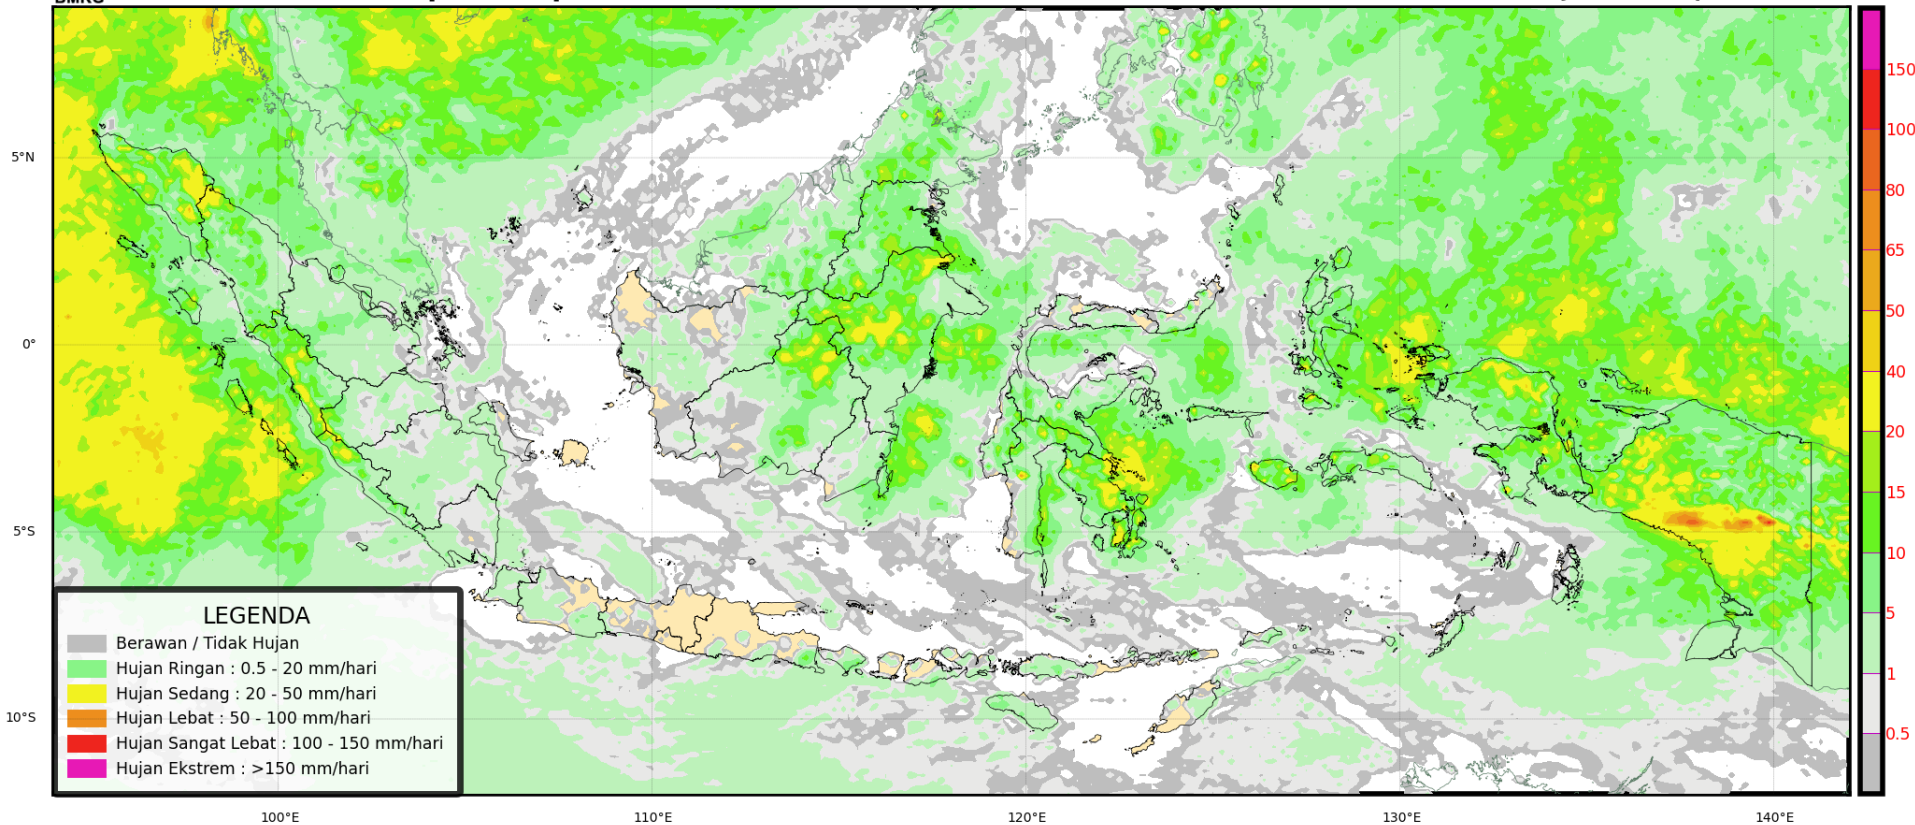 BMKG
5°N
0°
5°S
10°S
100°E
110°E
120°E
130°E
140°E
LEGENDA
Berawan / Tidak Hujan
Hujan Ringan : 0.5 - 20 mm/hari
Hujan Sedang : 20 - 50 mm/hari
Hujan Lebat : 50 - 100 mm/hari
Hujan Sangat Lebat : 100 - 150 mm/hari
Hujan Ekstrem : >150 mm/hari
150
100
80
65
50
40
20
15
10
5
1
0.5